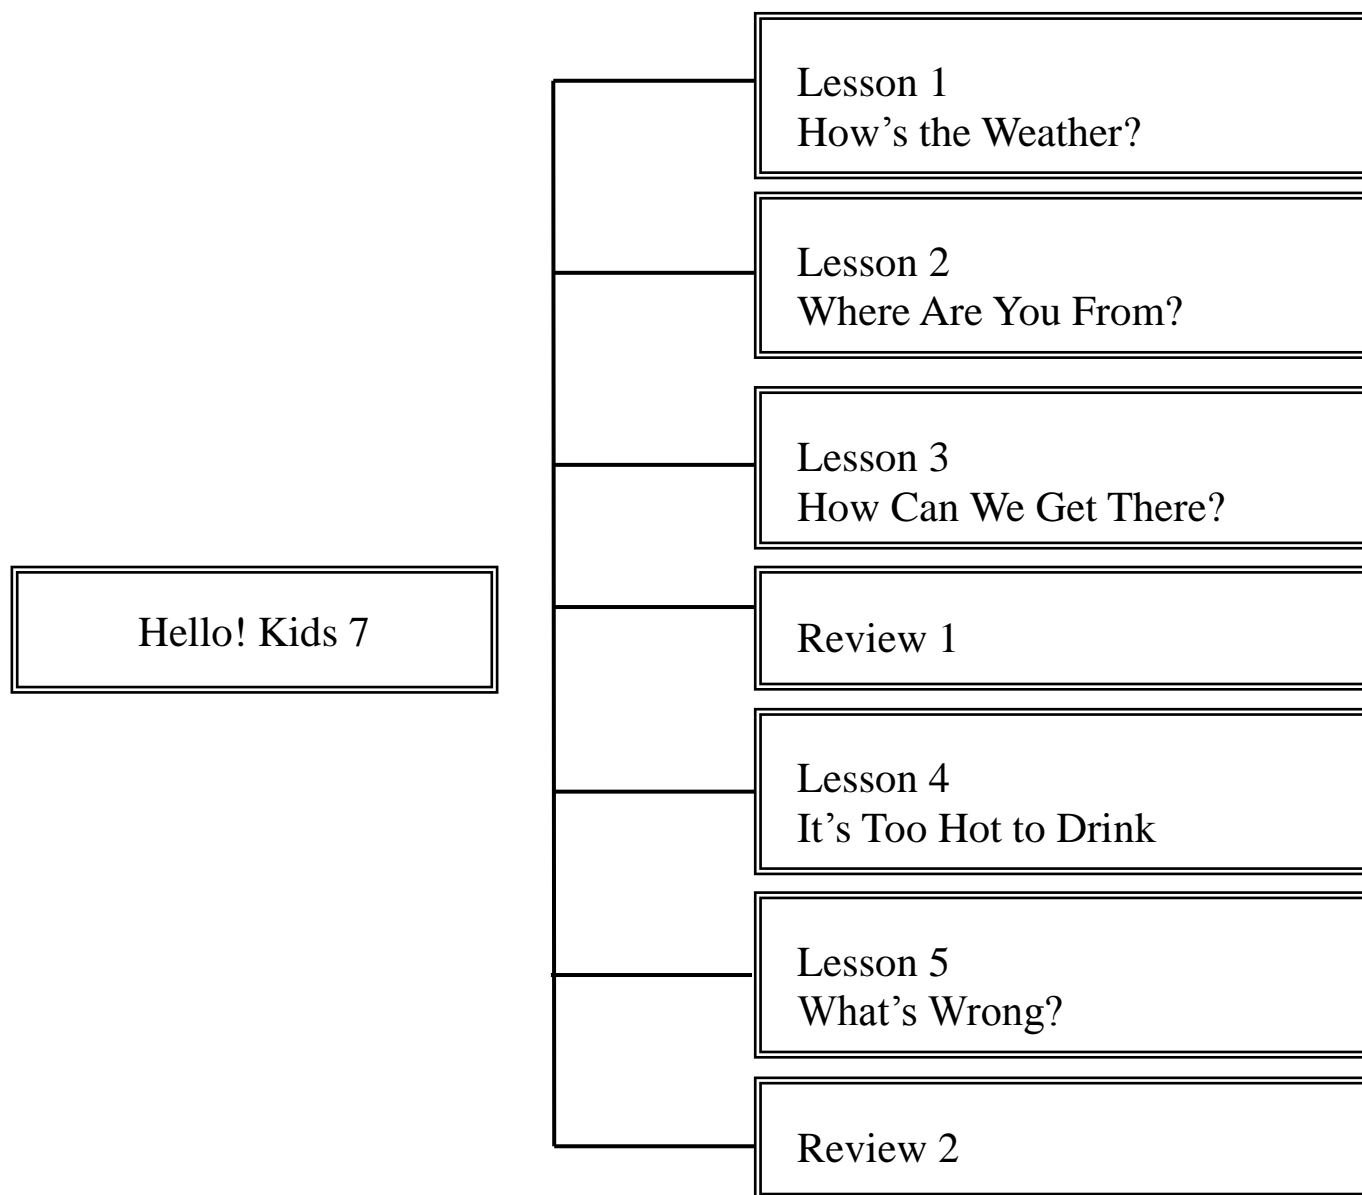 Hello! Kids 7
Lesson 1
How’s the Weather?
Lesson 2
Where Are You From?
Lesson 3
How Can We Get There?
Review 1
Lesson 4
It’s Too Hot to Drink
Lesson 5
What’s Wrong?
Review 2